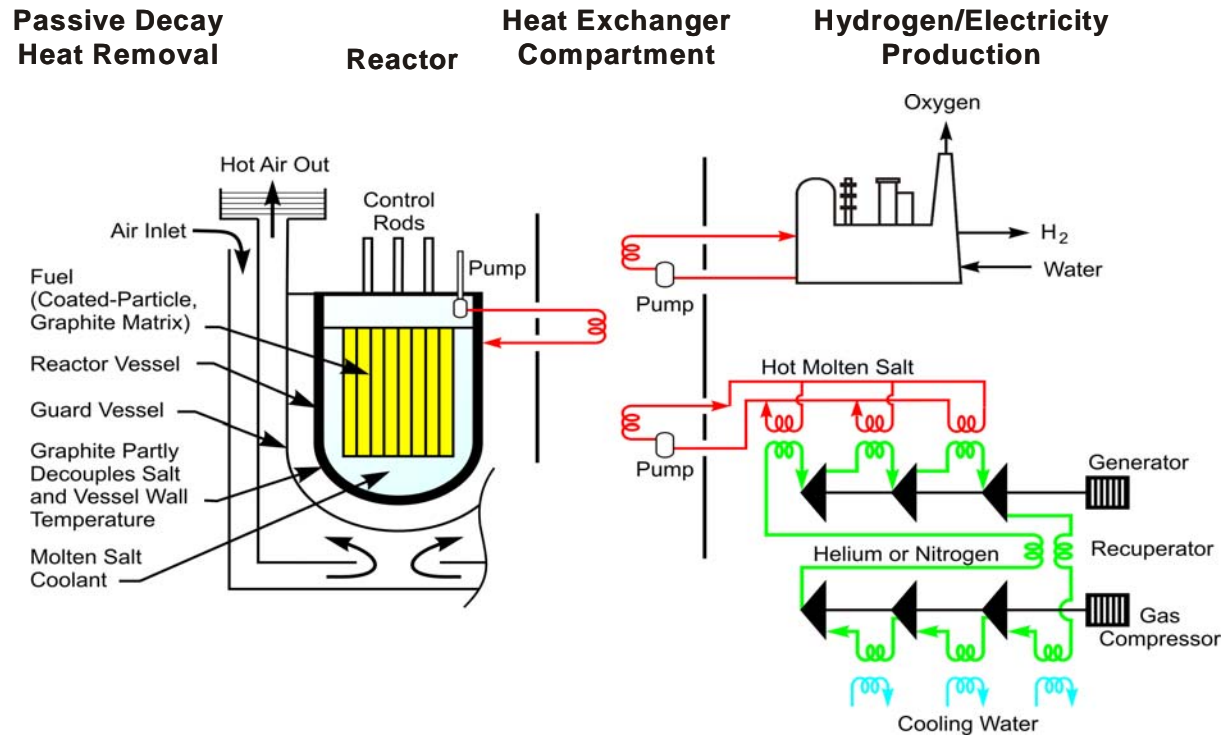 Passive Decay
Heat Removal
Reactor
Heat Exchanger
Compartment
Hydrogen/Electricity
Production
Oxygen
Hot Air Out
Control
Rods
Air Inlet
Pump
H2
Water
Fuel
(Coated-Particle,
Graphite Matrix)
Pump
Reactor Vessel
Hot Molten Salt
Guard Vessel
Graphite Partly
Decouples Salt
and Vessel Wall
Temperature
Pump
Generator
Molten Salt
Coolant
Helium or Nitrogen
Recuperator
Gas
Compressor
Cooling Water